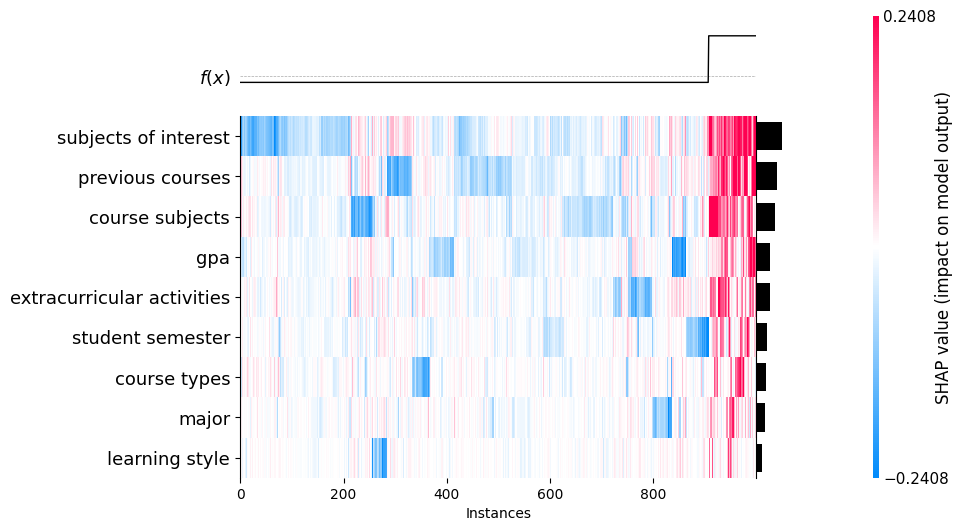 0.2408
f(x)
subjects of interest
previous courses
course subjects
gpa
extracurricular activities
student semester
course types
major
learning style
0 200 400 600 800
Instances
SHAP value (impact on model output)
−0.2408